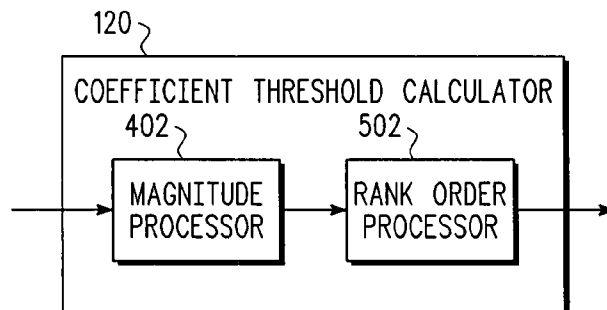 120
COEFFICIENT THRESHOLD CALCULATOR
402
502
MAGNITUDE
PROCESSOR
RANK ORDER
PROCESSOR